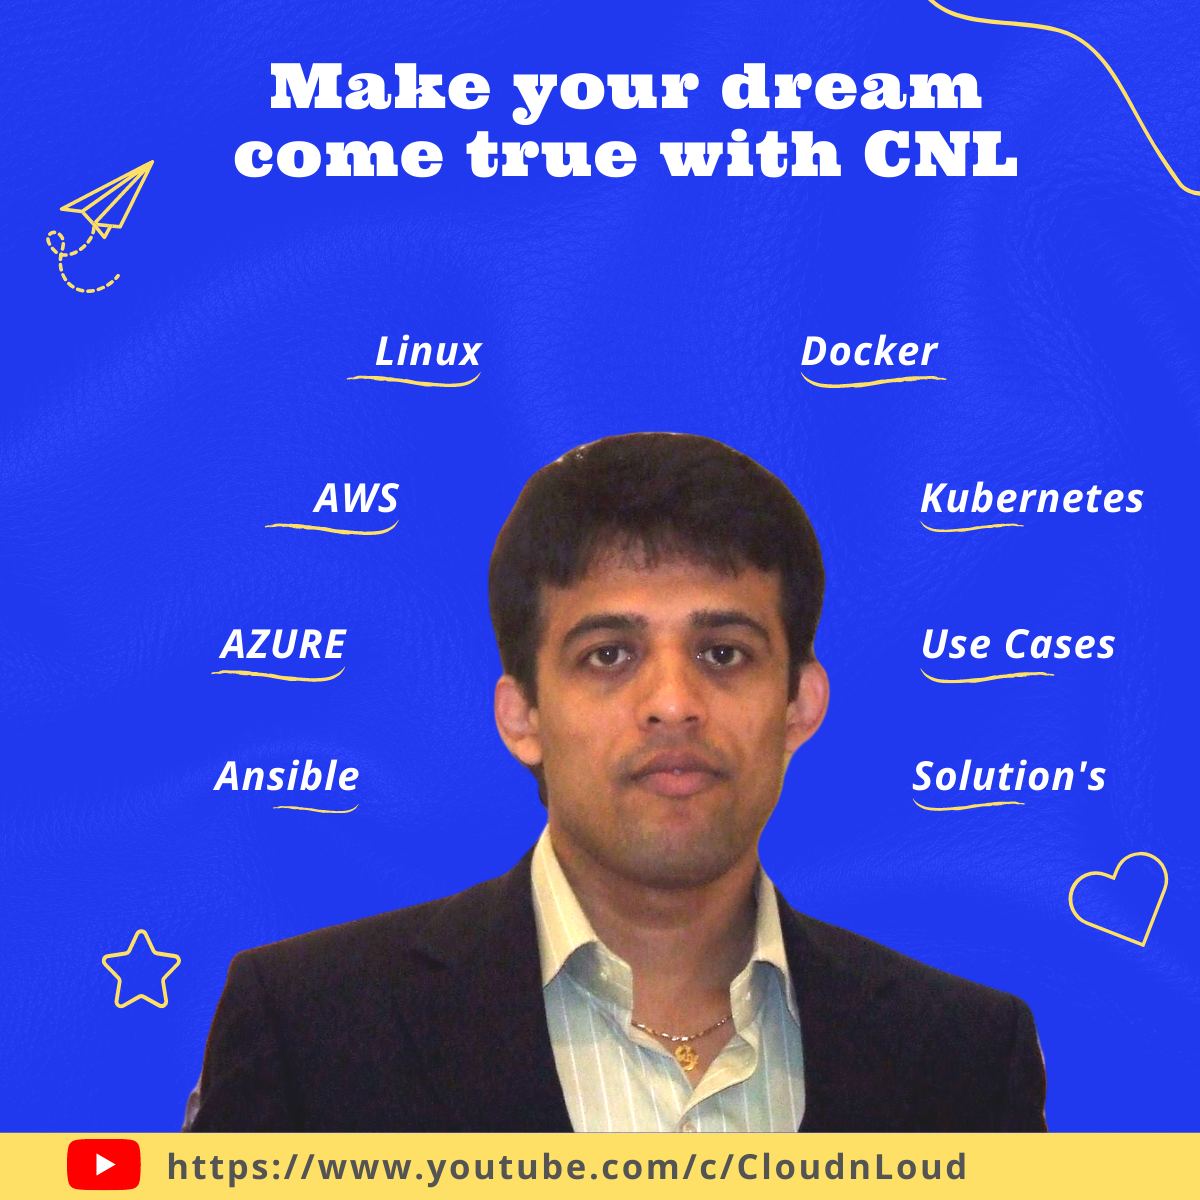 Make your dream
come true with CNL
Linux
Docker
AWS
Kubernetes
AZURE
Use Cases
Ansible
Solution's
https://www.youtube.com/c/CloudnLoud